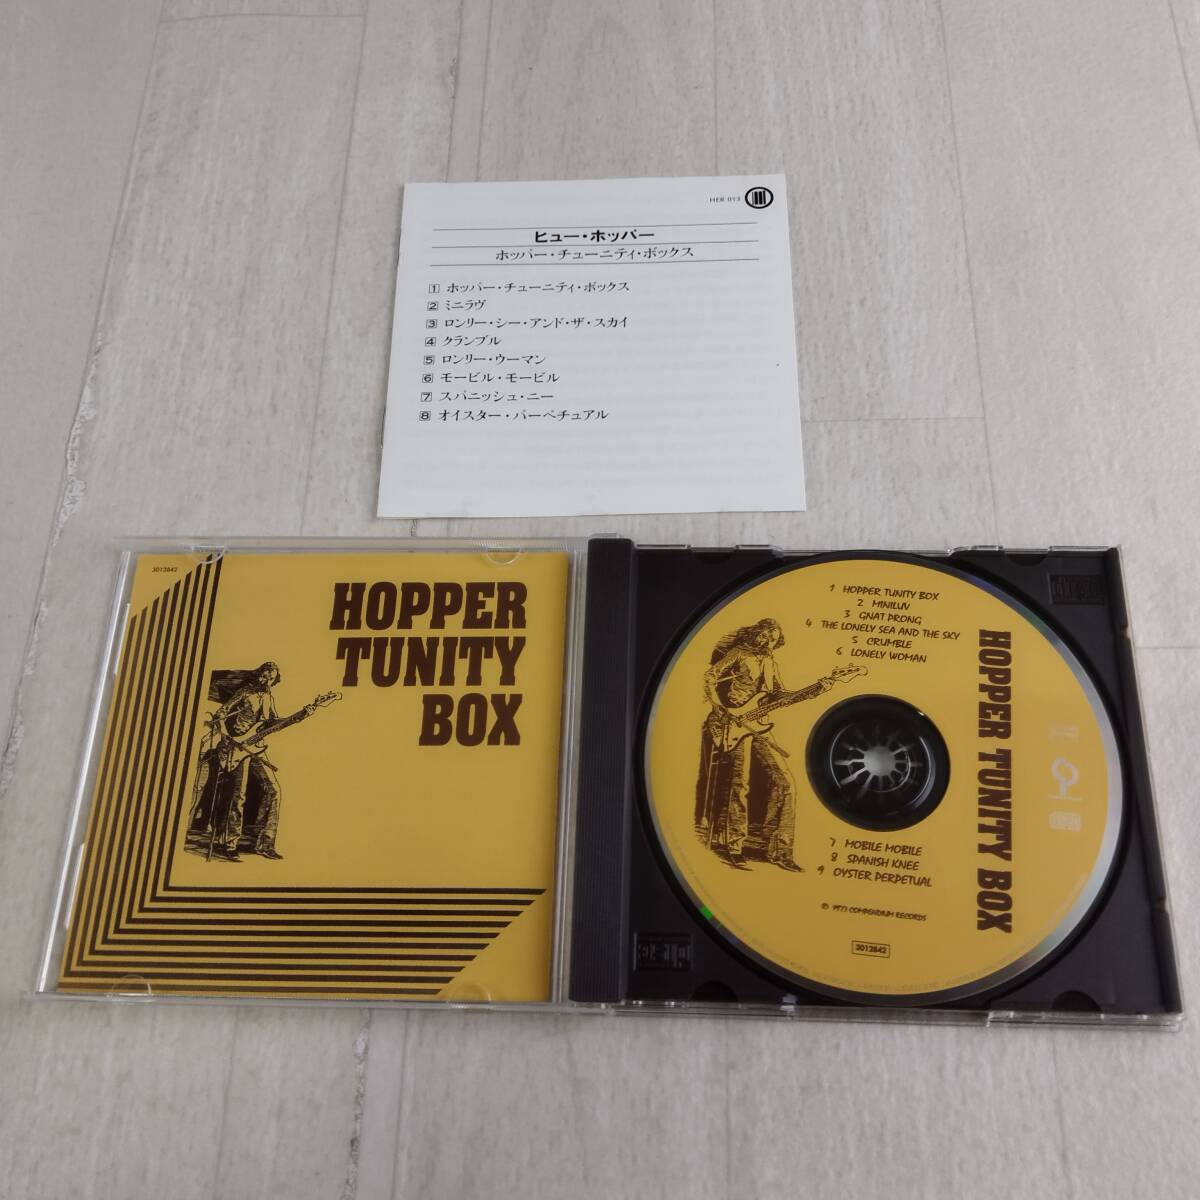 HER 013
ヒュー・ホッパー
ホッパー・チューニティ・ボックス
1 ホッパー・チューニティ・ボックス
2 ミニラヴ
3 ロンリー・シー・アンド・ザ・スカイ
4 クランブル
5 ロンリー・ウーマン
6 モービル・モービル
7 スパニッシュ・ニー
8 オイスター・パーペチュアル
3012842
HOPPER
TUNITY
BOX
1 HOPPER TUNITY BOX
2 MINILUV
3 GNAT PRONG
4 THE LONELY SEA AND THE SKY
5 CRUMBLE
6 LONELY WOMAN
HOPPER TUNITY BOX
7 MOBILE MOBILE
8 SPANISH KNEE
9 OYSTER PERPETUAL
© 1977 COMPENDIUM RECORDS
3012842